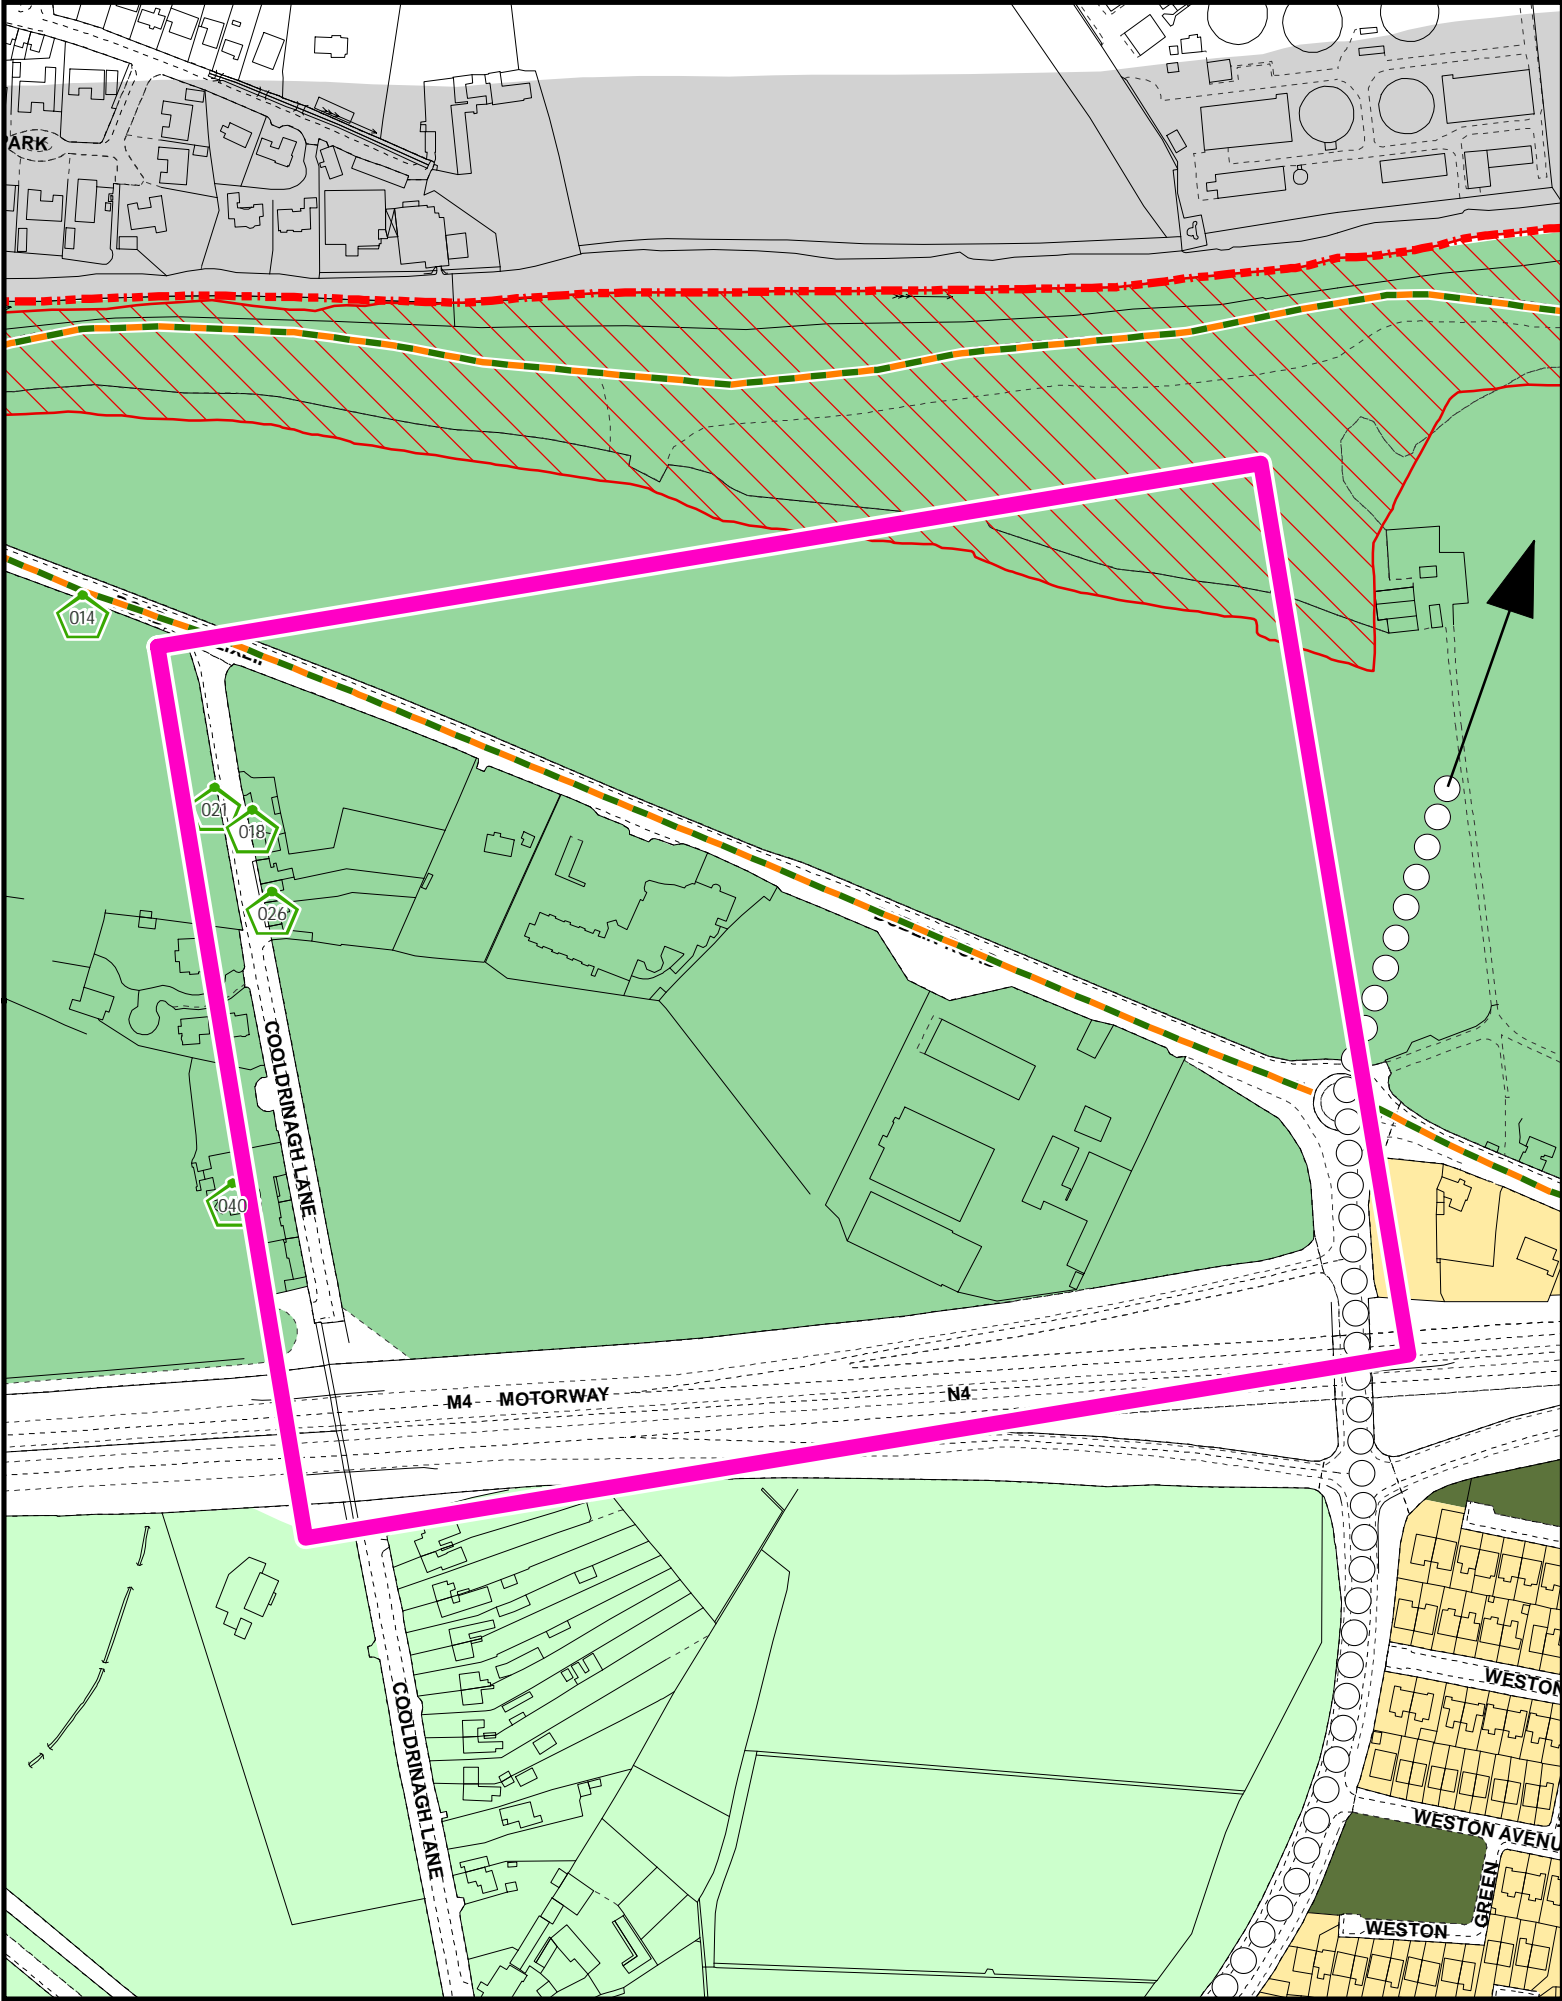 ARK
014
021
018
026
COOLDRINAGH LANE
040
M4 MOTORWAY
N4
COOLDRINAGH LANE
WESTON
WESTON AVENU
GREEN
WESTON